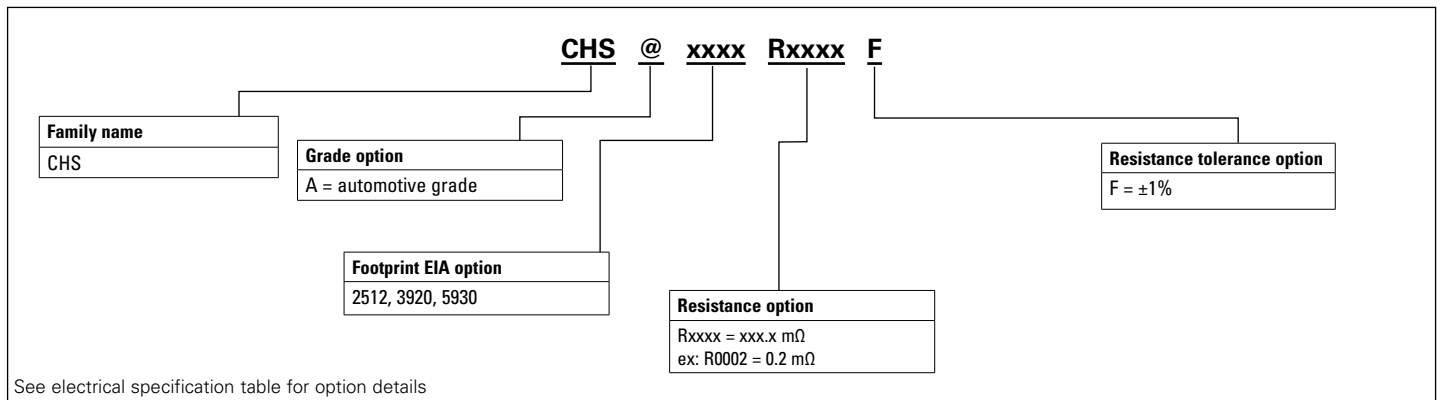 CHS @ xxxx Rxxxx F
Family name
CHS
Grade option
A = automotive grade
Footprint EIA option
2512, 3920, 5930
Resistance option
Rxxxx = xxx.x mΩ
ex: R0002 = 0.2 mΩ
Resistance tolerance option
F = ±1%
See electrical specification table for option details